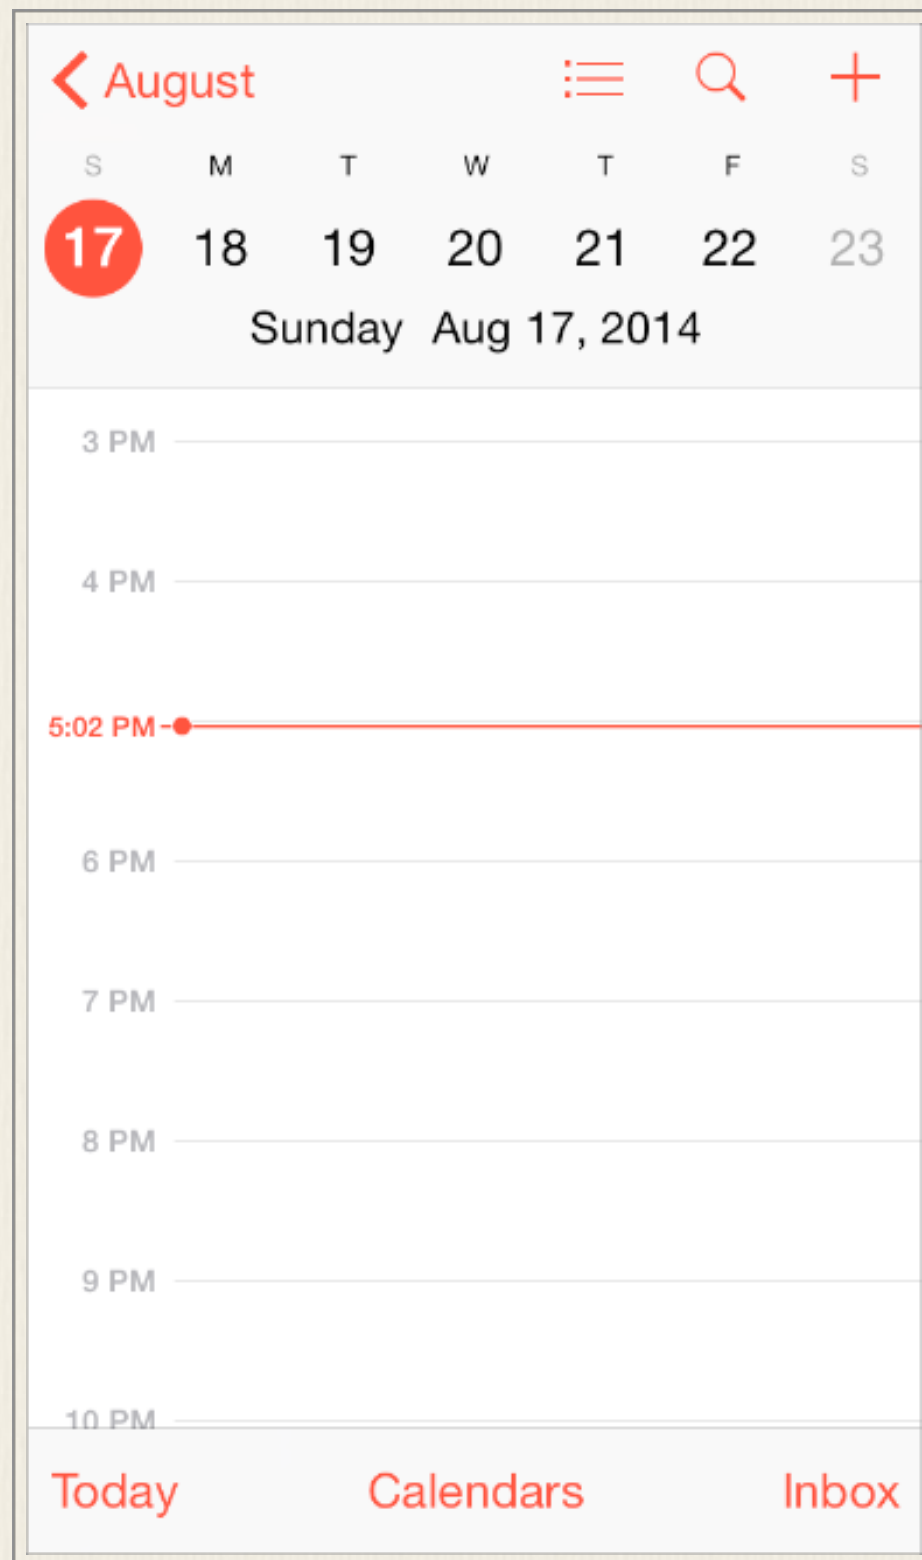 August
S M T W T F S
17 18 19 20 21 22 23
Sunday Aug 17, 2014
3 PM
4 PM
5:02 PM
6 PM
7 PM
8 PM
9 PM
10 PM
Today Calendars Inbox